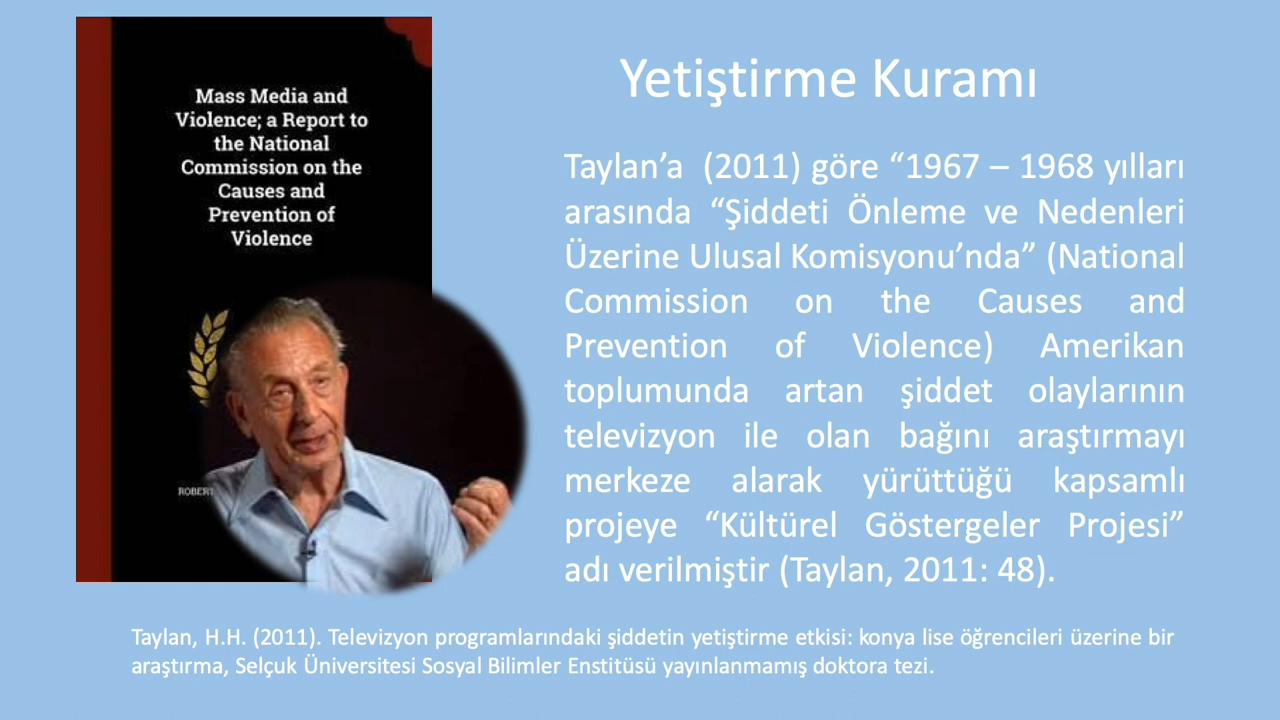 Mass Media and
Violence; a Report to
the National
Commission on the
Causes and
Prevention of
Violence
ROBERT
Yetiştirme Kuramı
Taylan’a (2011) göre “1967 – 1968 yılları
arasında “Şiddeti Önleme ve Nedenleri
Üzerine Ulusal Komisyonu’nda” (National
Commission on the Causes and
Prevention of Violence) Amerikan
toplumunda artan şiddet olaylarının
televizyon ile olan bağını araştırmayı
merkeze alarak yürüttüğü kapsamlı
projeye “Kültürel Göstergeler Projesi”
adı verilmiştir (Taylan, 2011: 48).
Taylan, H.H. (2011). Televizyon programlarındaki şiddetin yetiştirme etkisi: konya lise öğrencileri üzerine bir
araştırma, Selçuk Üniversitesi Sosyal Bilimler Enstitüsü yayınlanmamış doktora tezi.